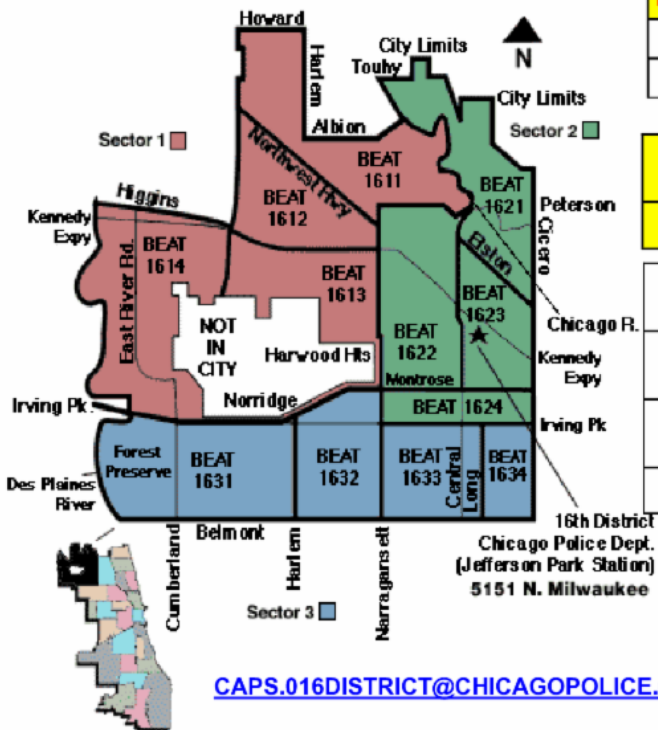 Howard
Harlem
City Limits
Touhy
N
City Limits
Albion
Sector 1
Sector 2
Northwest Hwy
BEAT
1611
BEAT
1621
Peterson
Cicero
Higgins
BEAT
1612
Kennedy
Expy
East River Rd.
BEAT
1614
Elston
BEAT
1613
BEAT
1623
Chicago R.
NOT
IN
CITY
Harwood Hts
BEAT
1622
Kennedy
Expy
Norridge
Montrose
Irving Pk.
BEAT 1624
Irving Pk
Forest
Preserve
BEAT
1631
BEAT
1632
BEAT
1633
Central
Long
BEAT
1634
Des Plaines
River
Belmont
Cumberland
Harlem
Narragansett
16th District
Chicago Police Dept.
(Jefferson Park Station)
5151 N. Milwaukee
Sector 3
CAPS.016DISTRICT@CHICAGOPOLICE.